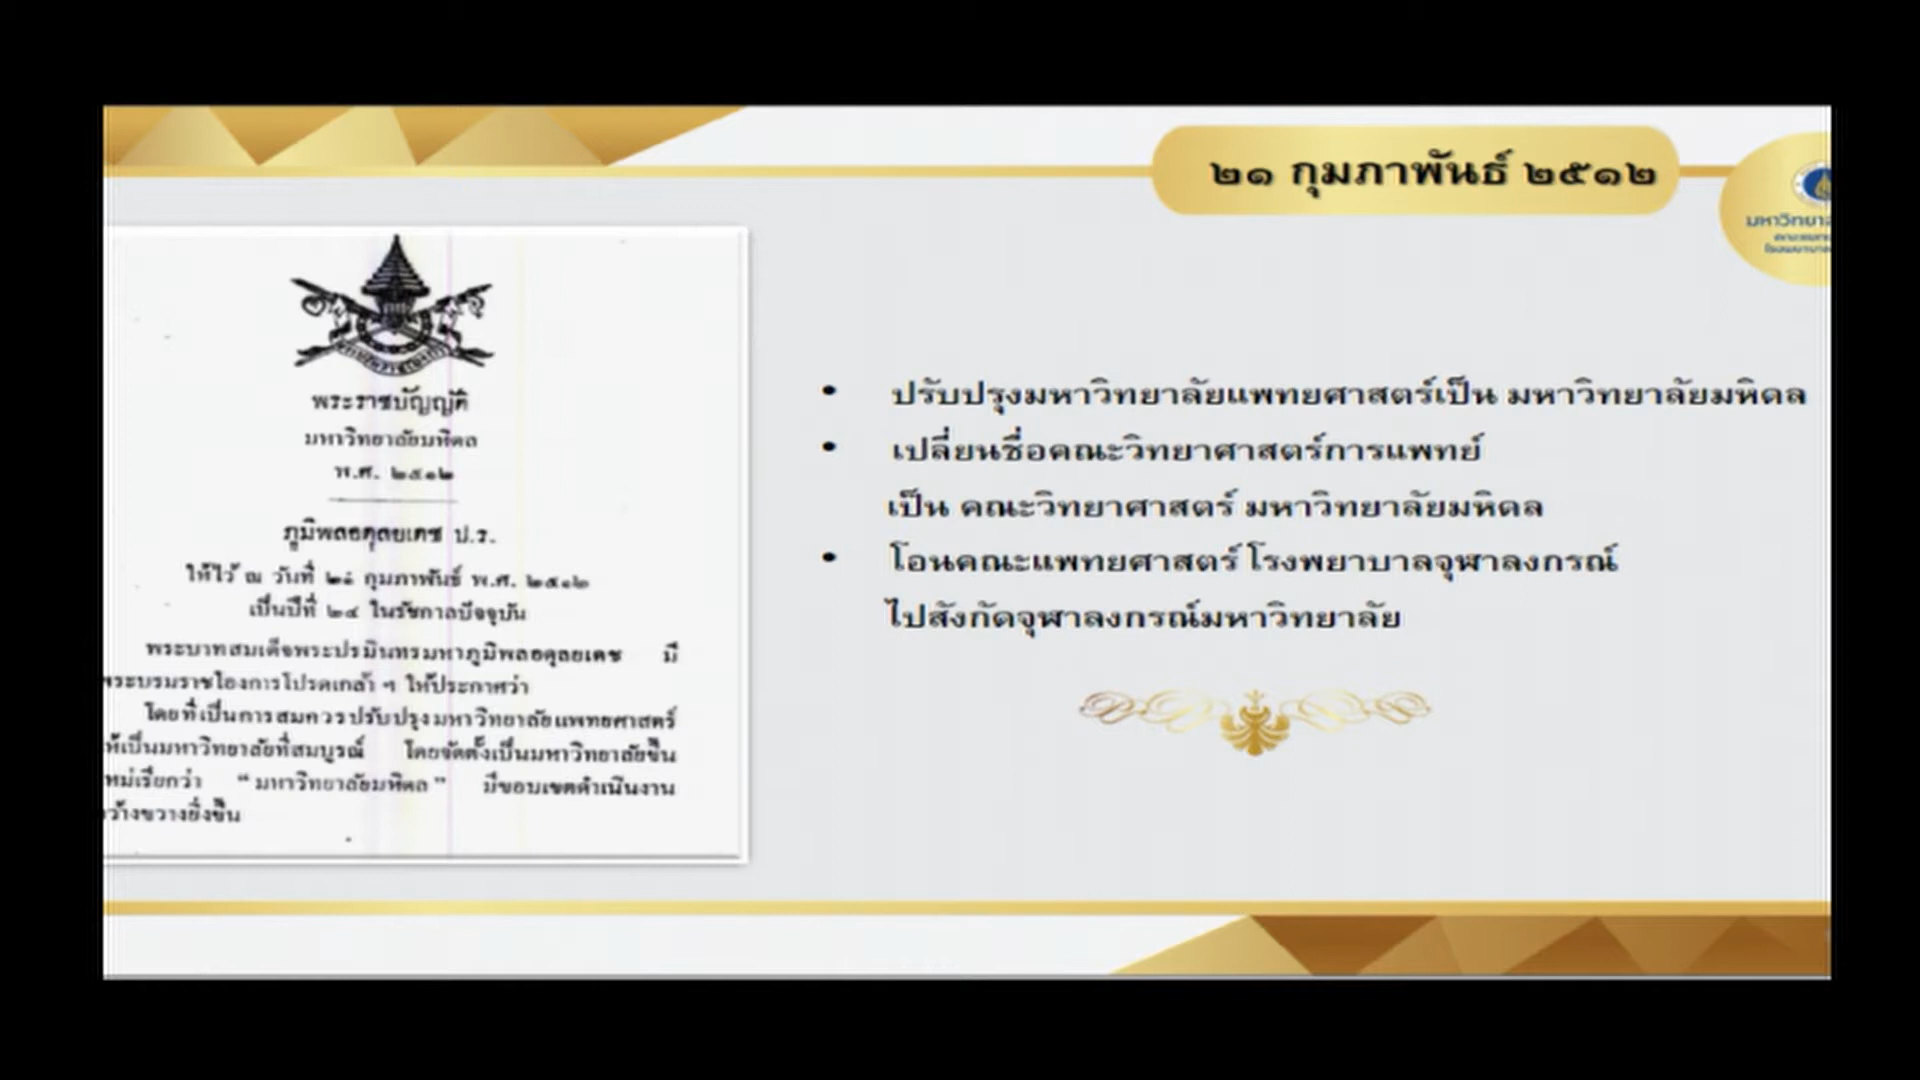 ๒๑ กุมภาพันธ์ ๒๕๑๒
พระราชบัญญัติ
มหาวิทยาลัยมหิดล
พ.ศ. ๒๕๑๒
ภูมิพลอดุลยเดช ป.ร.
ให้ไว้ ณ วันที่ ๒๑ กุมภาพันธ์ พ.ศ. ๒๕๑๒
เป็นปีที่ ๒๔ ในรัชกาลปัจจุบัน
พระบาทสมเด็จพระปรมินทรมหาภูมิพลอดุลยเดช มี
พระบรมราชโองการโปรดเกล้า ฯ ให้ประกาศว่า
โดยที่เป็นการสมควรปรับปรุงมหาวิทยาลัยแพทยศาสตร์
ให้เป็นมหาวิทยาลัยที่สมบูรณ์ โดยจัดตั้งเป็นมหาวิทยาลัยขึ้น
ใหม่เรียกว่า “มหาวิทยาลัยมหิดล” มีขอบเขตดำเนินงาน
กว้างขวางยิ่งขึ้น
• ปรับปรุงมหาวิทยาลัยแพทยศาสตร์เป็น มหาวิทยาลัยมหิดล
• เปลี่ยนชื่อคณะวิทยาศาสตร์การแพทย์
เป็น คณะวิทยาศาสตร์ มหาวิทยาลัยมหิดล
• โอนคณะแพทยศาสตร์ โรงพยาบาลจุฬาลงกรณ์
ไปสังกัดจุฬาลงกรณ์มหาวิทยาลัย